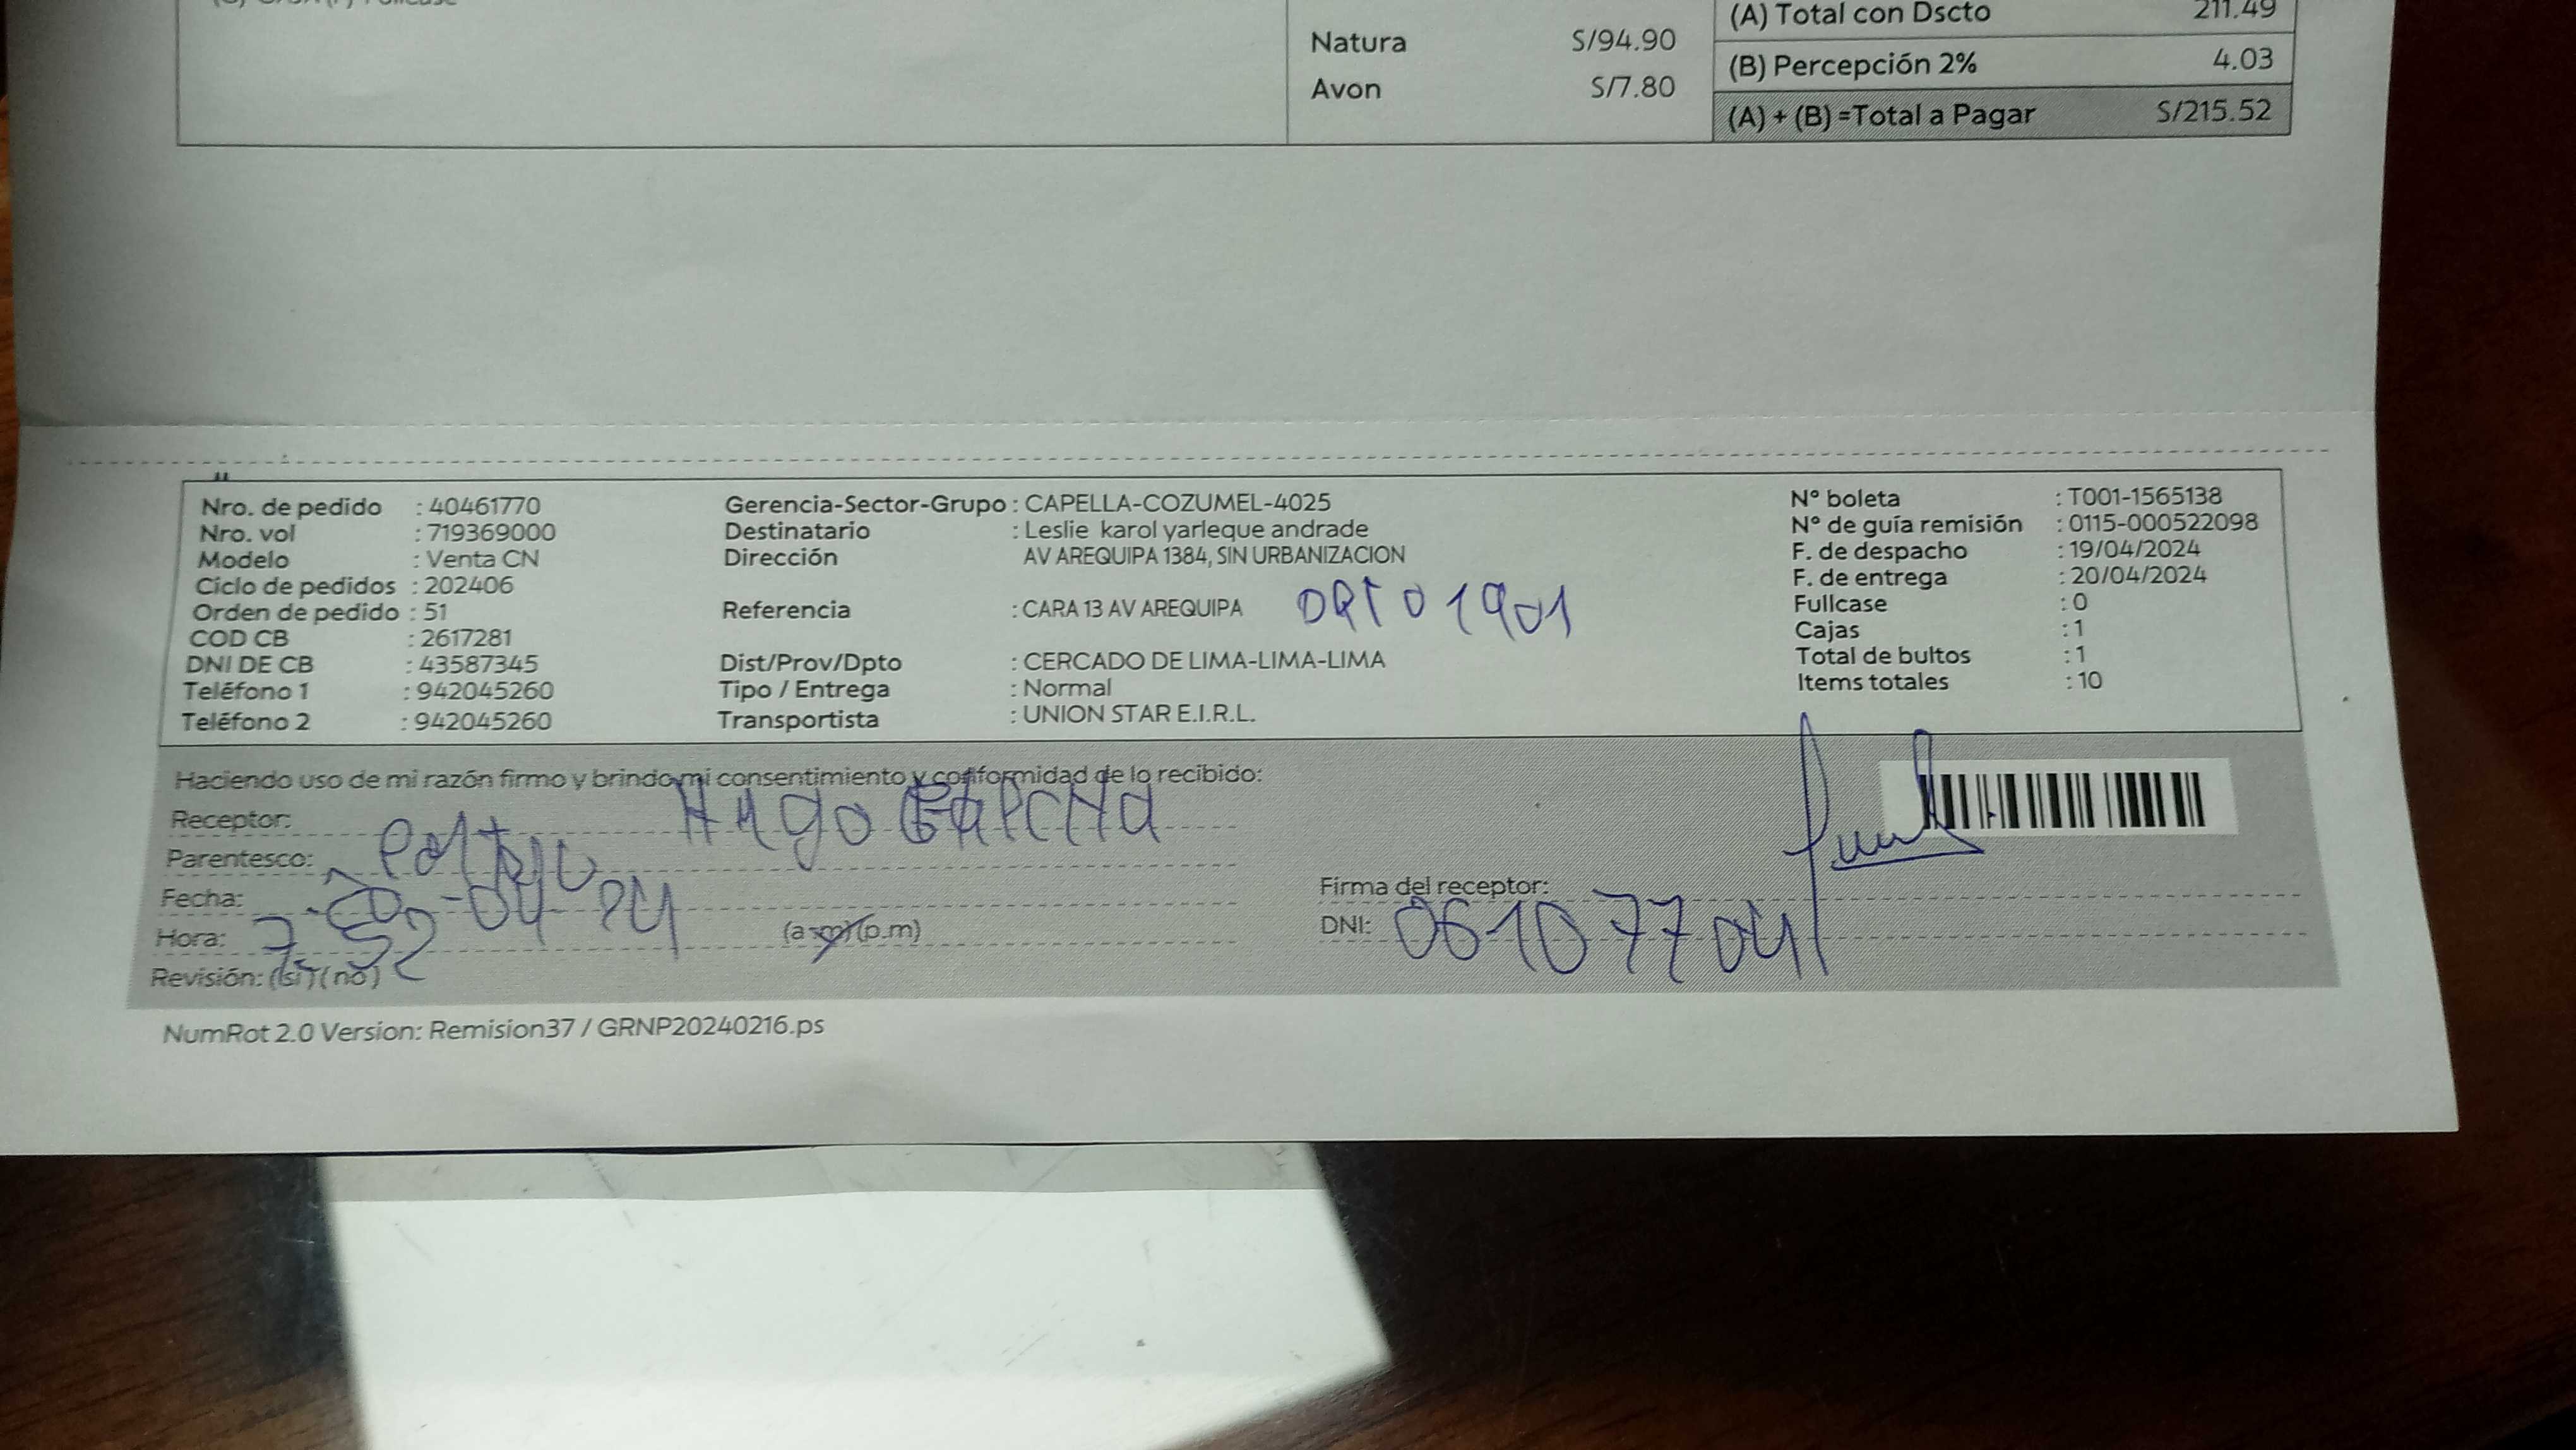 (A) Total con Dscto 211.49
Natura S/94.90
(B) Percepción 2% 4.03
Avon S/7.80
(A) + (B) =Total a Pagar S/215.52
Nro. de pedido : 40461770
Nro. vol : 719369000
Modelo : Venta CN
Ciclo de pedidos : 202406
Orden de pedido : 51
COD CB : 2617281
DNI DE CB : 43587345
Teléfono 1 : 942045260
Teléfono 2 : 942045260
Gerencia-Sector-Grupo : CAPELLA-COZUMEL-4025
Destinatario : Leslie karol yarleque andrade
Dirección AV AREQUIPA 1384, SIN URBANIZACION
Referencia : CARA 13 AV AREQUIPA 1901
Dist/Prov/Dpto : CERCADO DE LIMA-LIMA-LIMA
Tipo / Entrega : Normal
Transportista : UNION STAR E.I.R.L.
N° boleta : T001-1565138
N° de guía remisión : 0115-000522098
F. de despacho : 19/04/2024
F. de entrega : 20/04/2024
Fullcase : 0
Cajas : 1
Total de bultos : 1
Items totales : 10
Haciendo uso de mi razón firmo y brindo mi consentimiento y conformidad de lo recibido:
Receptor: Hugo
Parentesco:
Fecha: 20-04-24
Hora: 7:52 (a-m)(p.m)
Revisión: (si) (no)
Firma del receptor:
DNI: 06107704
NumRot 2.0 Version: Remision37 / GRNP20240216.ps